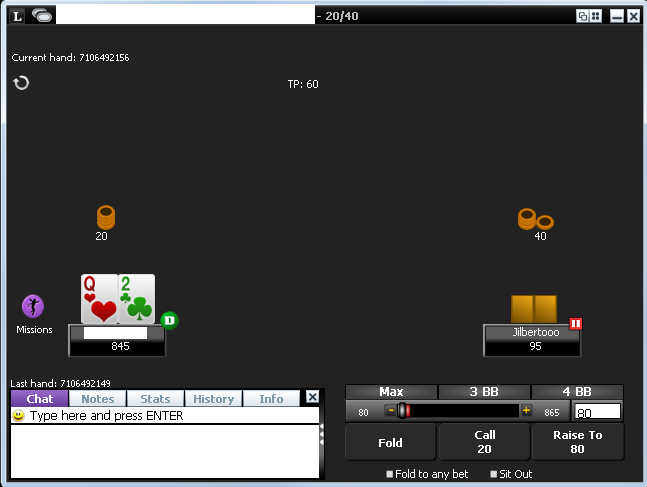 L - 20/40
Current hand: 7106492156
TP: 60
20 40
Q 2
D
Missions
845
Jilbertooo
95
Last hand: 7106492149
Chat Notes Stats History Info
Type here and press ENTER
Max 3 BB 4 BB
80 - + 865 80
Fold Call 20 Raise To 80
Fold to any bet Sit Out